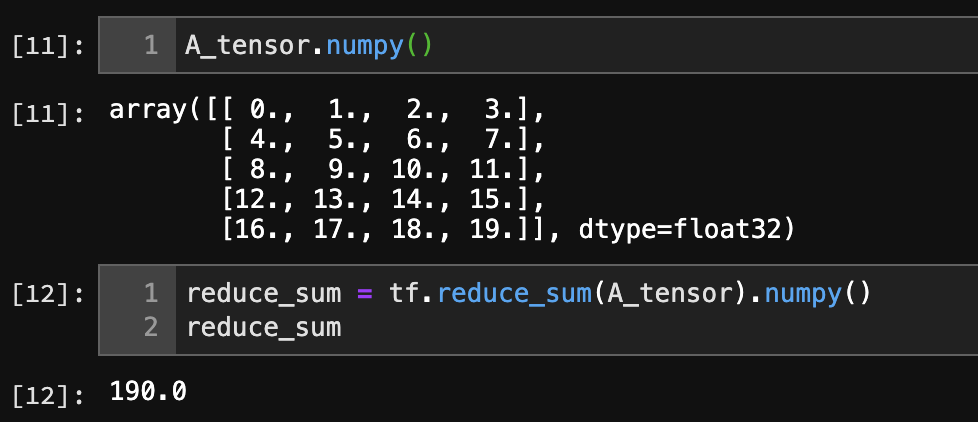 [11]: 1 A_tensor.numpy()
[11]: array([[ 0.,  1.,  2.,  3.],
[ 4.,  5.,  6.,  7.],
[ 8.,  9., 10., 11.],
[12., 13., 14., 15.],
[16., 17., 18., 19.]], dtype=float32)
[12]: 1 reduce_sum = tf.reduce_sum(A_tensor).numpy()
2 reduce_sum
[12]: 190.0